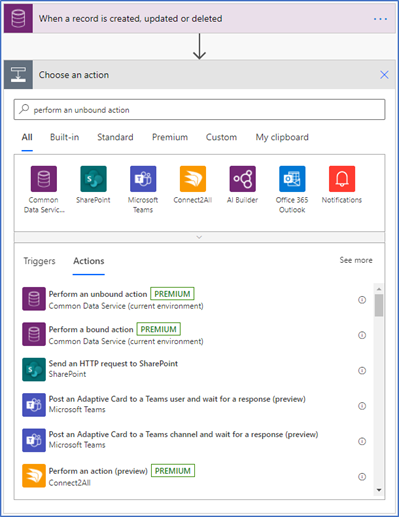 When a record is created, updated or deleted
Choose an action
perform an unbound action
All Built-in Standard Premium Custom My clipboard
Common Data Servic... SharePoint Microsoft Teams Connect2All AI Builder Office 365 Outlook Notifications
Triggers Actions See more
Perform an unbound action PREMIUM
Common Data Service (current environment)
Perform a bound action PREMIUM
Common Data Service (current environment)
Send an HTTP request to SharePoint
SharePoint
Post an Adaptive Card to a Teams user and wait for a response (preview)
Microsoft Teams
Post an Adaptive Card to a Teams channel and wait for a response (preview)
Microsoft Teams
Perform an action (preview) PREMIUM
Connect2All